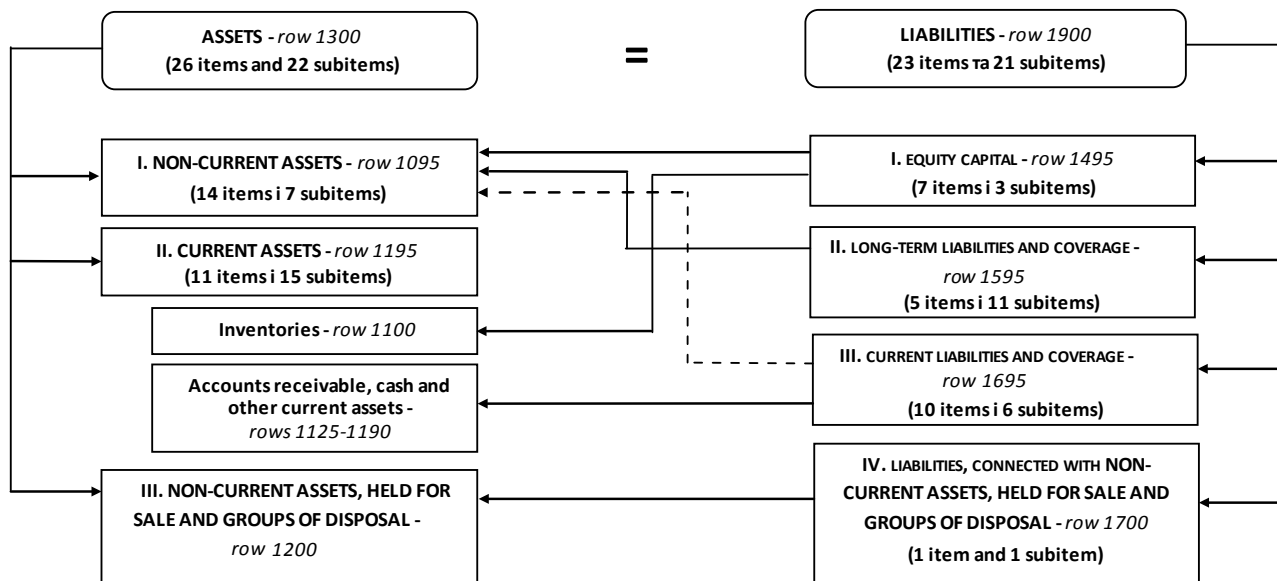 ASSETS - row 1300
(26 items and 22 subitems)
=
LIABILITIES - row 1900
(23 items та 21 subitems)
I. NON-CURRENT ASSETS - row 1095
(14 items і 7 subitems)
I. EQUITY CAPITAL - row 1495
(7 items і 3 subitems)
II. CURRENT ASSETS - row 1195
(11 items і 15 subitems)
II. LONG-TERM LIABILITIES AND COVERAGE -
row 1595
(5 items і 11 subitems)
Inventories - row 1100
III. CURRENT LIABILITIES AND COVERAGE -
row 1695
(10 items і 6 subitems)
Accounts receivable, cash and
other current assets -
rows 1125-1190
III. NON-CURRENT ASSETS, HELD FOR
SALE AND GROUPS OF DISPOSAL -
row 1200
IV. LIABILITIES, CONNECTED WITH NON-
CURRENT ASSETS, HELD FOR SALE AND
GROUPS OF DISPOSAL - row 1700
(1 item and 1 subitem)